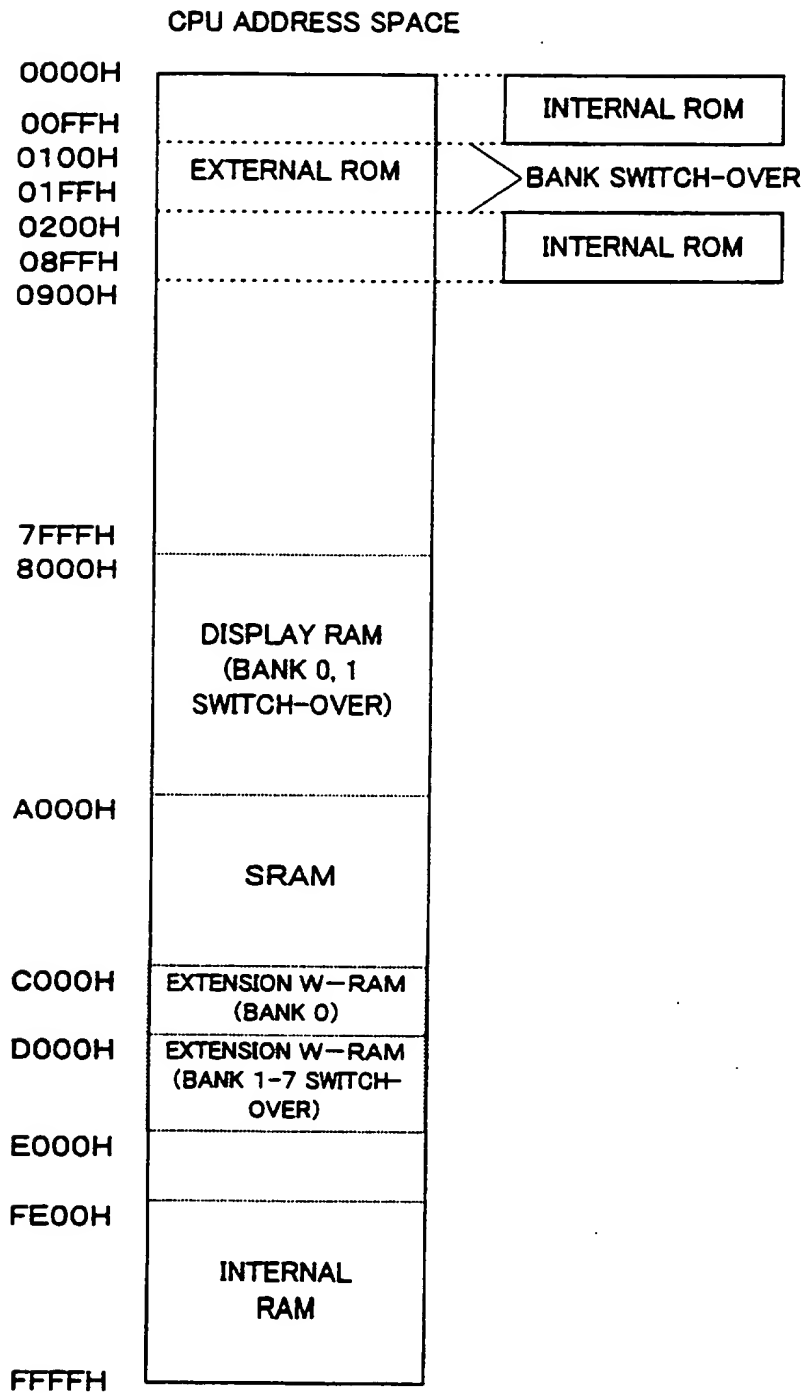 CPU ADDRESS SPACE
0000H
INTERNAL ROM
00FFH
0100H
EXTERNAL ROM
BANK SWITCH-OVER
01FFH
0200H
INTERNAL ROM
08FFH
0900H
7FFFH
8000H
DISPLAY RAM
(BANK 0, 1
SWITCH-OVER)
A000H
SRAM
C000H
EXTENSION W-RAM
(BANK 0)
D000H
EXTENSION W-RAM
(BANK 1-7 SWITCH-
OVER)
E000H
FE00H
INTERNAL
RAM
FFFFH